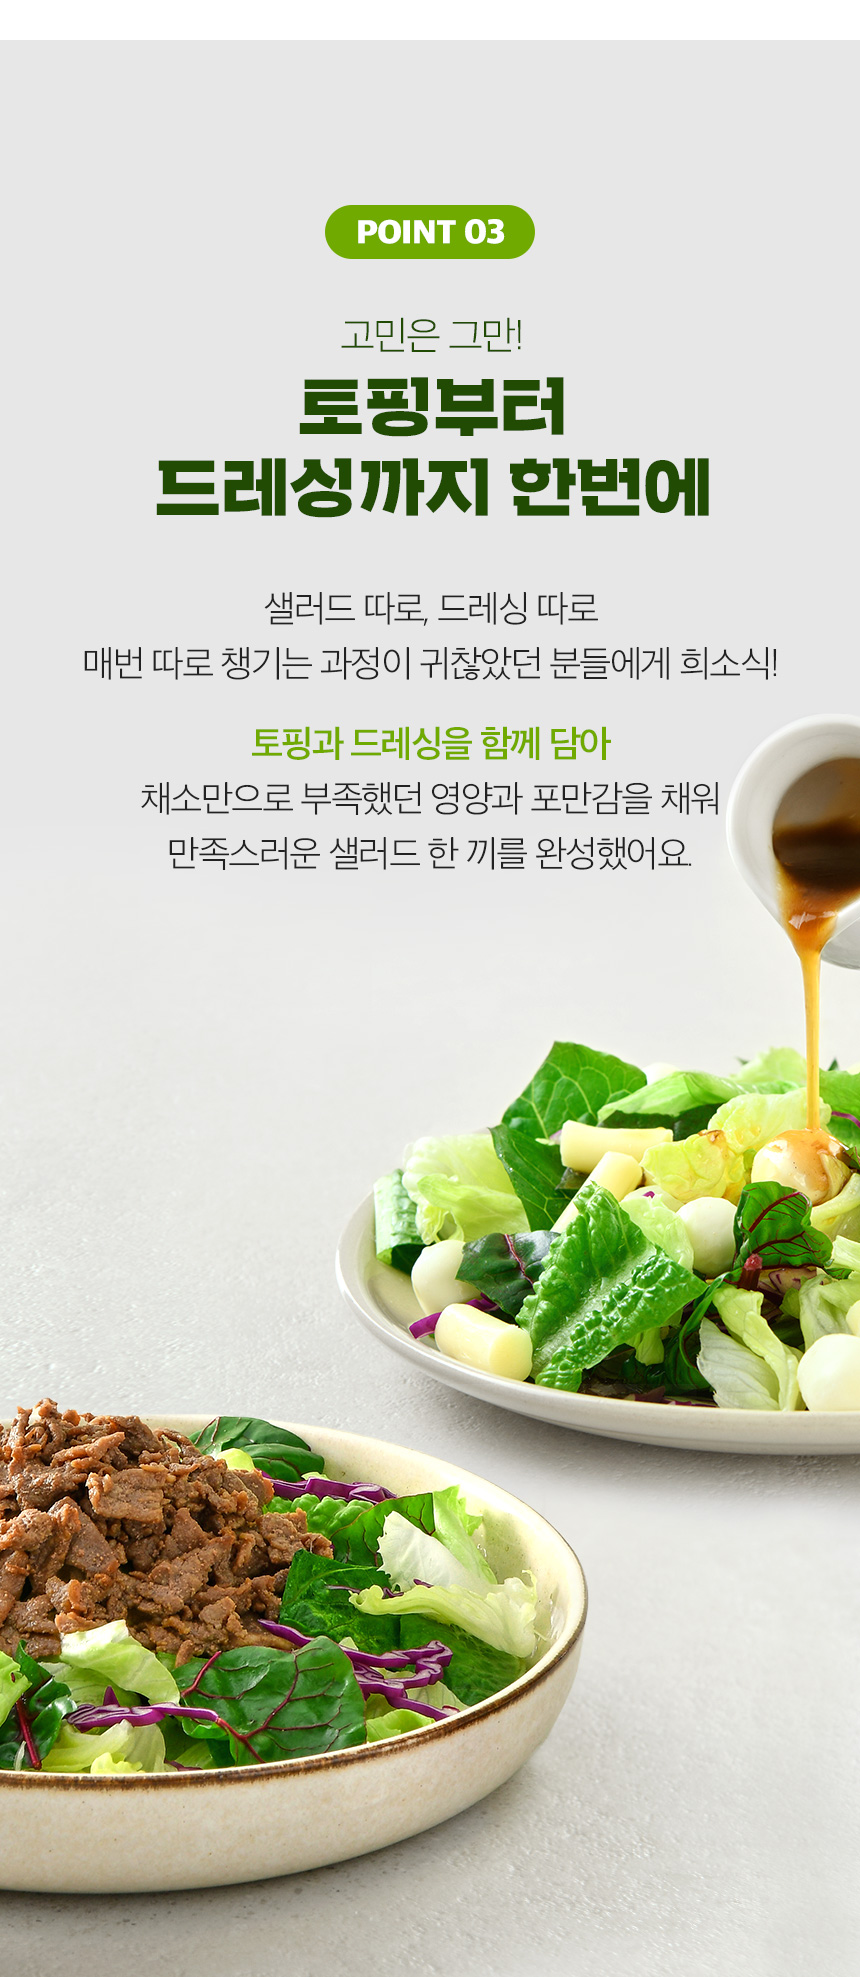 POINT 03
고민은 그만!
토핑부터
드레싱까지 한번에
샐러드 따로, 드레싱 따로
매번 따로 챙기는 과정이 귀찮았던 분들에게 희소식!
토핑과 드레싱을 함께 담아
채소만으로 부족했던 영양과 포만감을 채워
만족스러운 샐러드 한 끼를 완성했어요.